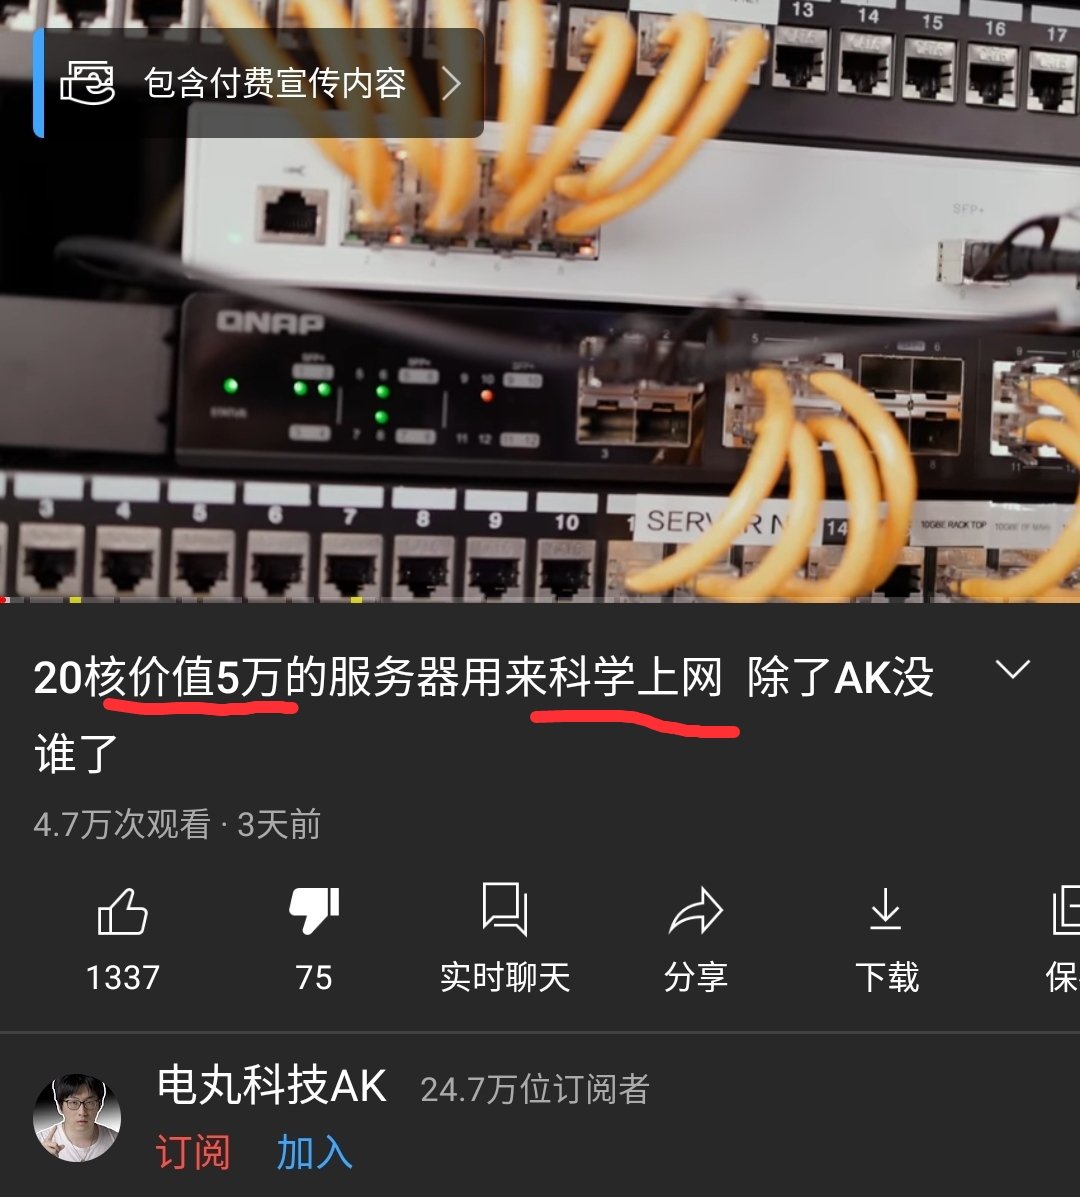 13 14 15 16 17
包含付费宣传内容
SFP+
QNAP
STATUS
3 4 5 6 7 8 9 10
SERV
10GBE RACK TOP
20核价值5万的服务器用来科学上网 除了AK没
谁了
4.7万次观看 · 3天前
1337
75
实时聊天
分享
下载
保
电丸科技AK
24.7万位订阅者
订阅
加入